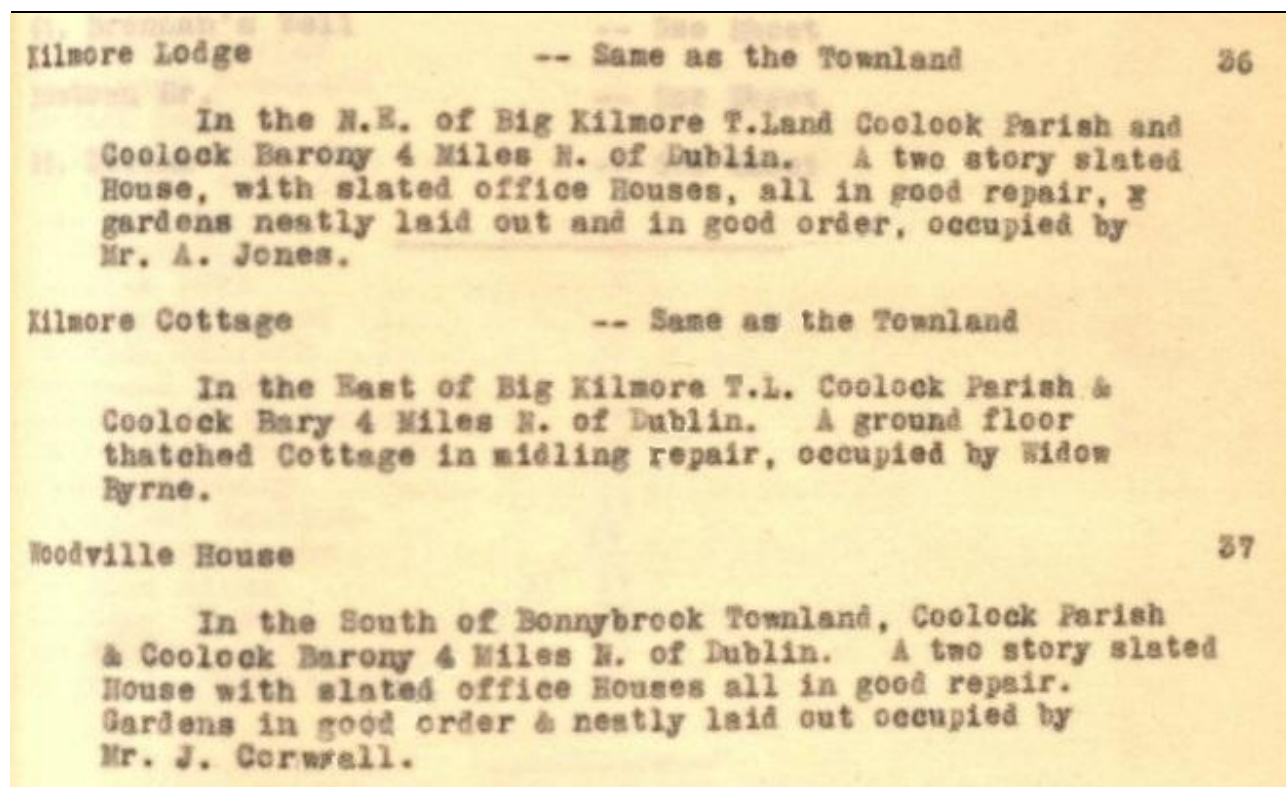 Kilmore Lodge -- Same as the Townland 36
In the N.E. of Big Kilmore T.Land Coolock Parish and
Coolock Barony 4 Miles N. of Dublin. A two story slated
House, with slated office Houses, all in good repair,
gardens neatly laid out and in good order, occupied by
Mr. A. Jones.
Kilmore Cottage -- Same as the Townland
In the East of Big Kilmore T.L. Coolock Parish &
Coolock Bary 4 Miles N. of Dublin. A ground floor
thatched Cottage in midling repair, occupied by Widow
Byrne.
Woodville House 37
In the South of Bonnybrook Townland, Coolock Parish
& Coolock Barony 4 Miles N. of Dublin. A two story slated
House with slated office Houses all in good repair.
Gardens in good order & neatly laid out occupied by
Mr. J.